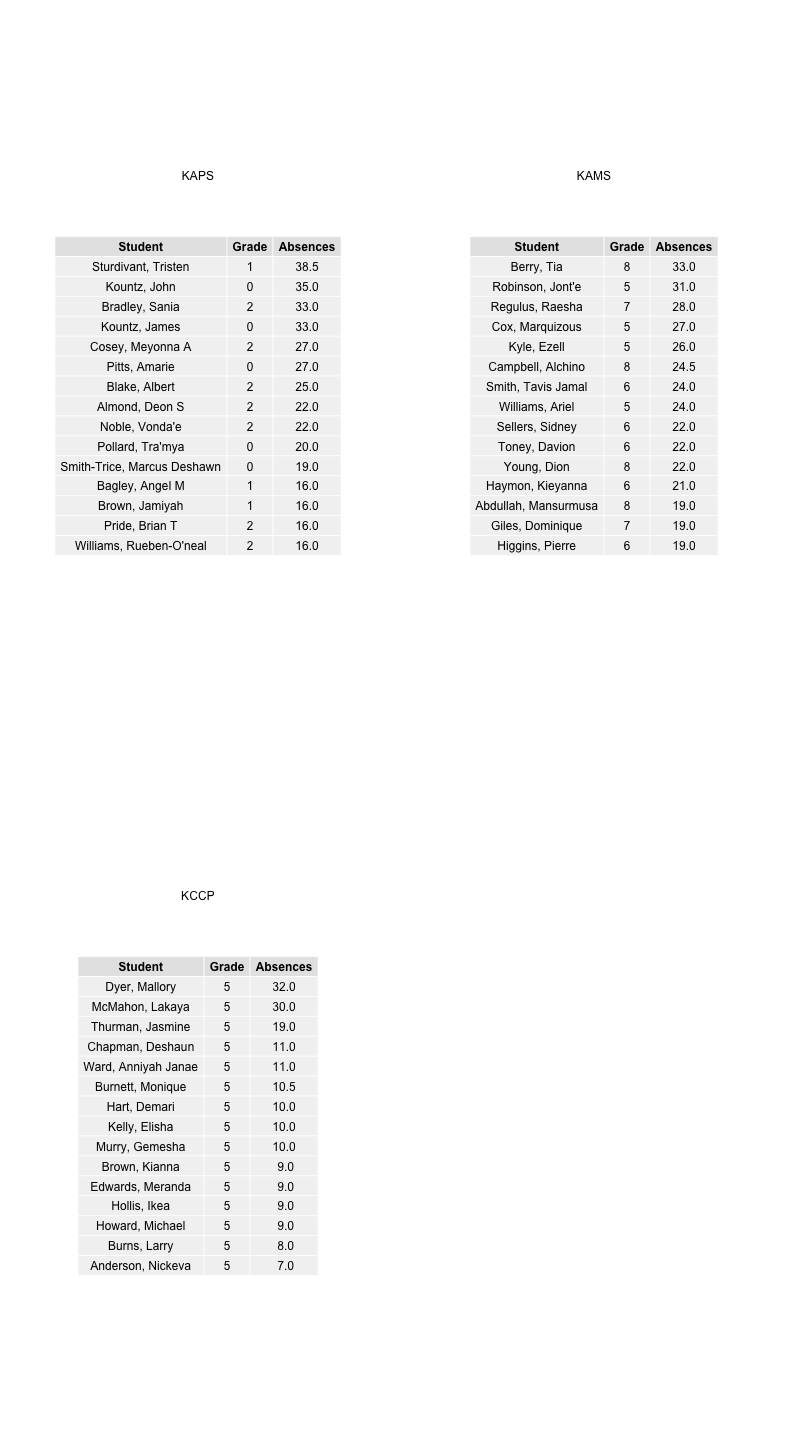 KAPS
Student Grade Absences
Sturdivant, Tristen 1 38.5
Kountz, John 0 35.0
Bradley, Sania 2 33.0
Kountz, James 0 33.0
Cosey, Meyonna A 2 27.0
Pitts, Amarie 0 27.0
Blake, Albert 2 25.0
Almond, Deon S 2 22.0
Noble, Vonda'e 2 22.0
Pollard, Tra'mya 0 20.0
Smith-Trice, Marcus Deshawn 0 19.0
Bagley, Angel M 1 16.0
Brown, Jamiyah 1 16.0
Pride, Brian T 2 16.0
Williams, Rueben-O'neal 2 16.0
KAMS
Student Grade Absences
Berry, Tia 8 33.0
Robinson, Jont'e 5 31.0
Regulus, Raesha 7 28.0
Cox, Marquizous 5 27.0
Kyle, Ezell 5 26.0
Campbell, Alchino 8 24.5
Smith, Tavis Jamal 6 24.0
Williams, Ariel 5 24.0
Sellers, Sidney 6 22.0
Toney, Davion 6 22.0
Young, Dion 8 22.0
Haymon, Kieyanna 6 21.0
Abdullah, Mansurmusa 8 19.0
Giles, Dominique 7 19.0
Higgins, Pierre 6 19.0
KCCP
Student Grade Absences
Dyer, Mallory 5 32.0
McMahon, Lakaya 5 30.0
Thurman, Jasmine 5 19.0
Chapman, Deshaun 5 11.0
Ward, Anniyah Janae 5 11.0
Burnett, Monique 5 10.5
Hart, Demari 5 10.0
Kelly, Elisha 5 10.0
Murry, Gemesha 5 10.0
Brown, Kianna 5 9.0
Edwards, Meranda 5 9.0
Hollis, Ikea 5 9.0
Howard, Michael 5 9.0
Burns, Larry 5 8.0
Anderson, Nickeva 5 7.0